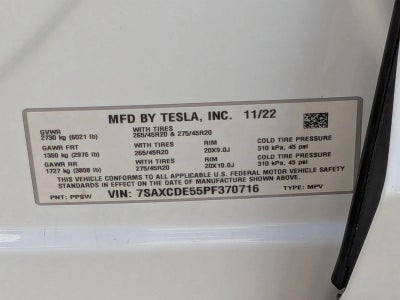 MFD BY TESLA, INC. 11/22
GVWR WITH TIRES
2730 kg (6021 lb) 265/45R20 & 275/45R20
GAWR FRT WITH TIRES RIM COLD TIRE PRESSURE
1350 kg (2976 lb) 265/45R20 20X9.0J 310 kPa, 45 psi
GAWR RR WITH TIRES RIM COLD TIRE PRESSURE
1727 kg (3808 lb) 275/45R20 20X10.0J 310 kPa, 45 psi
THIS VEHICLE CONFORMS TO ALL APPLICABLE U.S. FEDERAL MOTOR VEHICLE SAFETY
STANDARDS IN EFFECT ON THE DATE OF MANUFACTURE SHOWN ABOVE.
PNT: PPSW VIN: 7SAXCDE55PF370716 TYPE: MPV